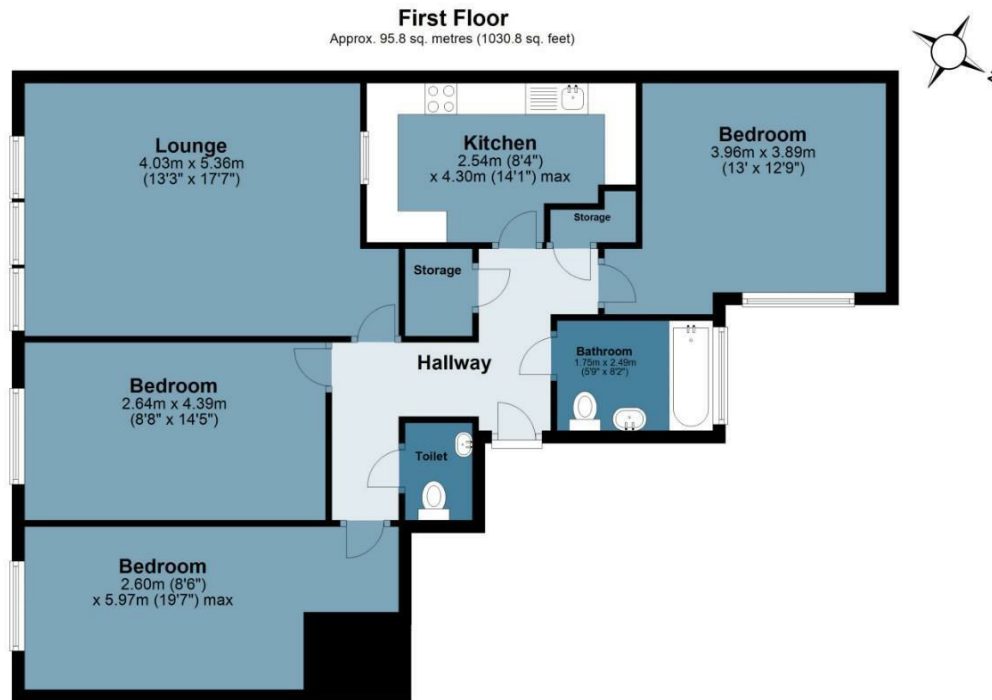 First Floor
Approx. 95.8 sq. metres (1030.8 sq. feet)
Lounge
4.03m x 5.36m
(13'3" x 17'7")
Kitchen
2.54m (8'4")
x 4.30m (14'1") max
Bedroom
3.96m x 3.89m
(13' x 12'9")
Storage
Storage
Hallway
Bathroom
1.75m x 2.49m
(5'9" x 8'2")
Bedroom
2.64m x 4.39m
(8'8" x 14'5")
Toilet
Bedroom
2.60m (8'6")
x 5.97m (19'7") max